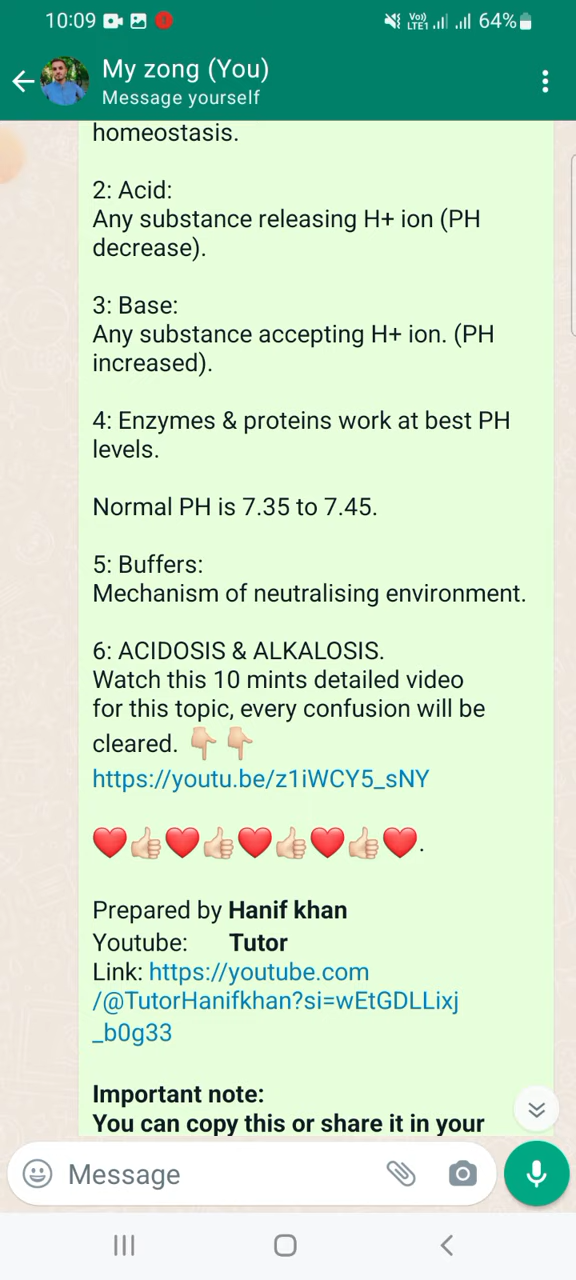 10:09
Vo))
LTE1
64%
My zong (You)
Message yourself
homeostasis.
2: Acid:
Any substance releasing H+ ion (PH
decrease).
3: Base:
Any substance accepting H+ ion. (PH
increased).
4: Enzymes & proteins work at best PH
levels.
Normal PH is 7.35 to 7.45.
5: Buffers:
Mechanism of neutralising environment.
6: ACIDOSIS & ALKALOSIS.
Watch this 10 mints detailed video
for this topic, every confusion will be
cleared. 👇🏻👇🏻
https://youtu.be/z1iWCY5_sNY
❤️👍🏻❤️👍🏻❤️👍🏻❤️👍🏻❤️.
Prepared by Hanif khan
Youtube: Tutor
Link: https://youtube.com
/@TutorHanifkhan?si=wEtGDLLixj
_b0g33
Important note:
You can copy this or share it in your
Message